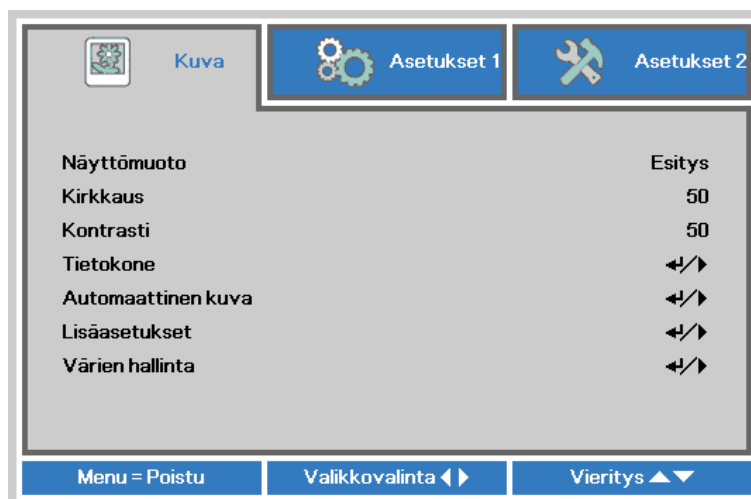 Kuva
Asetukset 1
Asetukset 2
Näyttömuoto Esitys
Kirkkaus 50
Kontrasti 50
Tietokone
Automaattinen kuva
Lisäasetukset
Värien hallinta
Menu = Poistu
Valikkovalinta
Vieritys